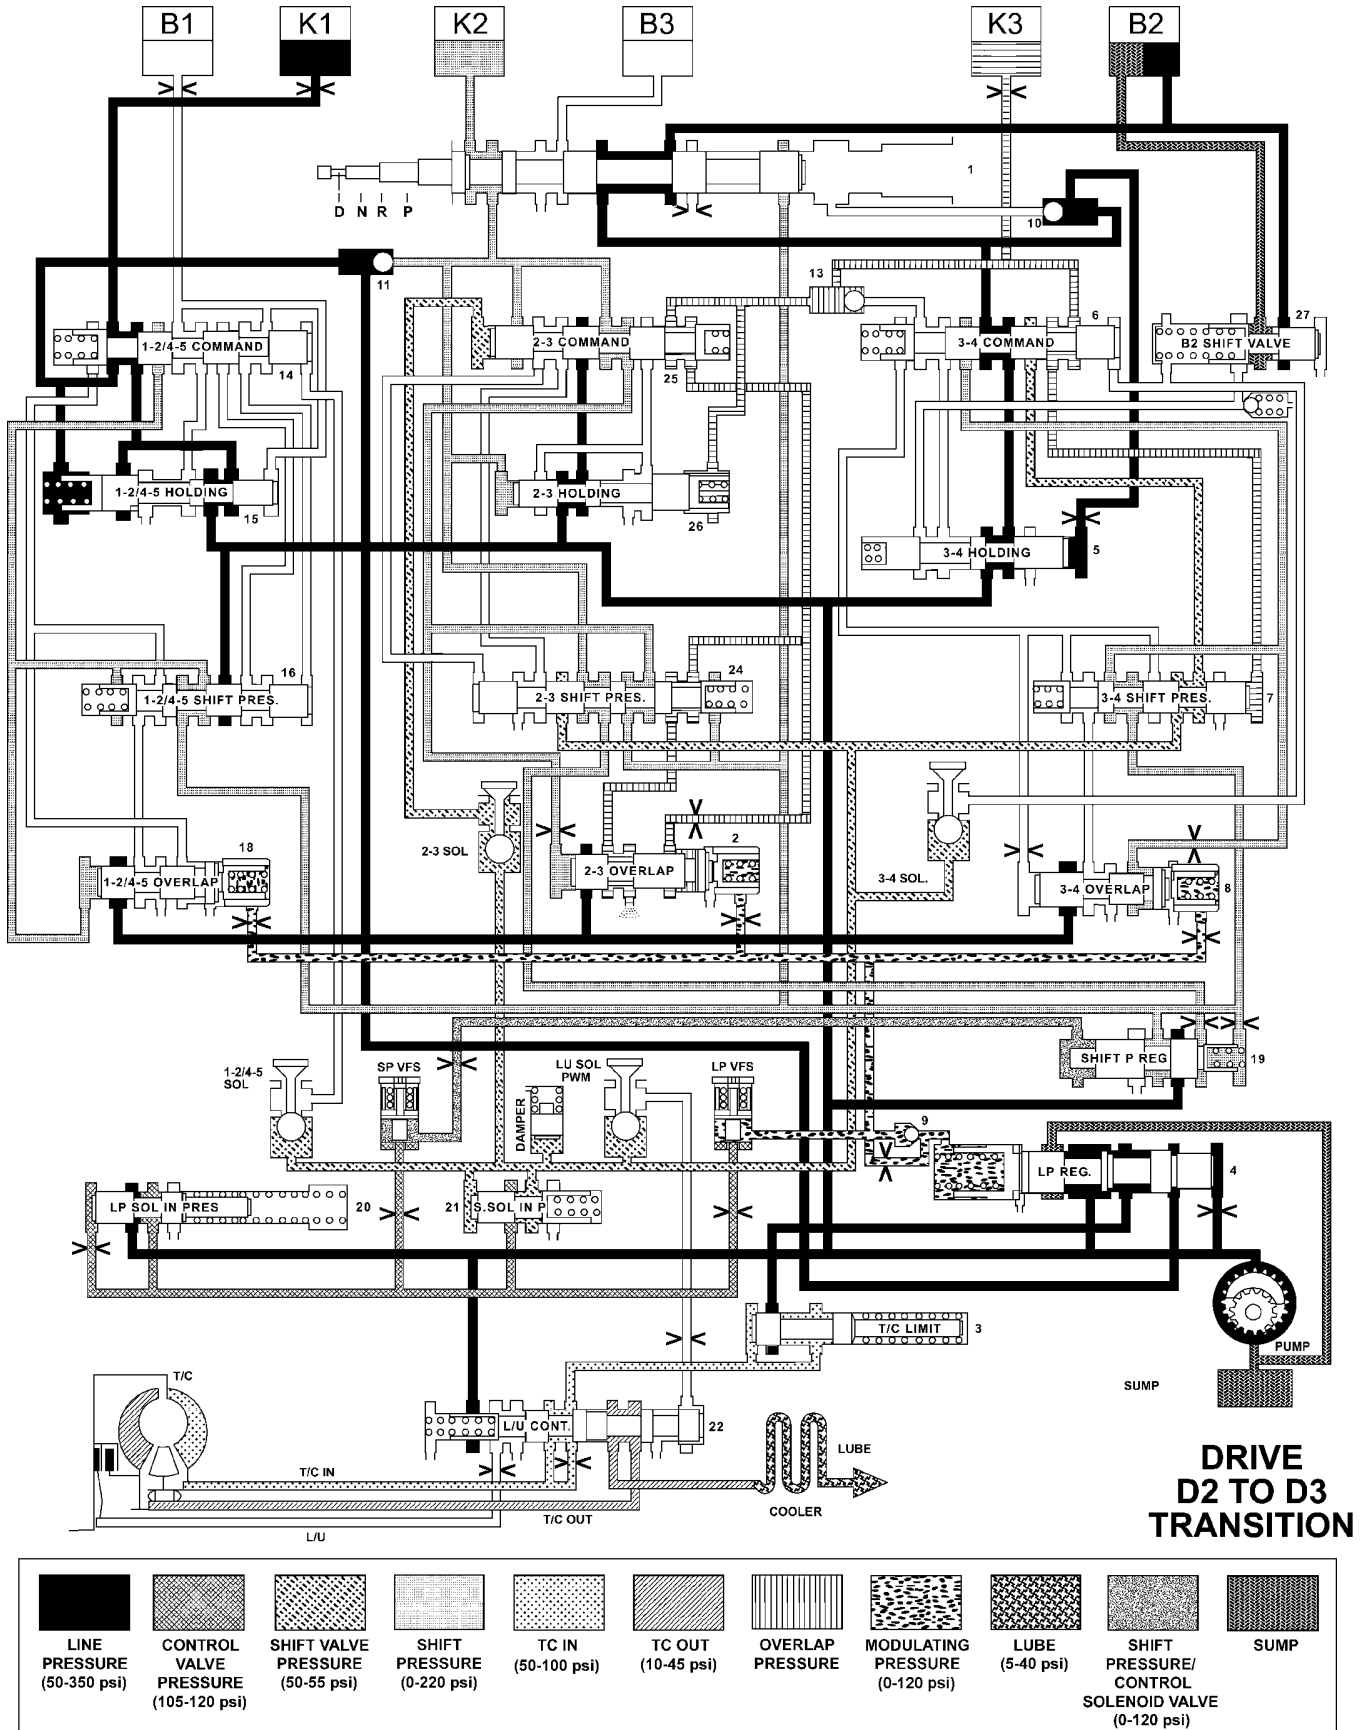 B1
K1
K2
B3
K3
B2
1
D N R P
10
11
13
6
27
1-2/4-5 COMMAND
2-3 COMMAND
3-4 COMMAND
B2 SHIFT VALVE
14
25
1-2/4-5 HOLDING
2-3 HOLDING
15
26
3-4 HOLDING
5
16
24
1-2/4-5 SHIFT PRES.
2-3 SHIFT PRES.
3-4 SHIFT PRES.
7
18
2-3 SOL
2
3-4 SOL.
1-2/4-5 OVERLAP
2-3 OVERLAP
3-4 OVERLAP
8
SHIFT P REG
19
1-2/4-5
SOL
SP VFS
LU SOL
PWM
LP VFS
DAMPER
9
LP REG.
4
LP SOL IN PRES
20
21
S.SOL IN P
T/C LIMIT
3
PUMP
SUMP
T/C
L/U CONT.
22
LUBE
T/C IN
COOLER
T/C OUT
L/U
DRIVE
D2 TO D3
TRANSITION
LINE
PRESSURE
(50-350 psi)
CONTROL
VALVE
PRESSURE
(105-120 psi)
SHIFT VALVE
PRESSURE
(50-55 psi)
SHIFT
PRESSURE
(0-220 psi)
TC IN
(50-100 psi)
TC OUT
(10-45 psi)
OVERLAP
PRESSURE
MODULATING
PRESSURE
(0-120 psi)
LUBE
(5-40 psi)
SHIFT
PRESSURE/
CONTROL
SOLENOID VALVE
(0-120 psi)
SUMP